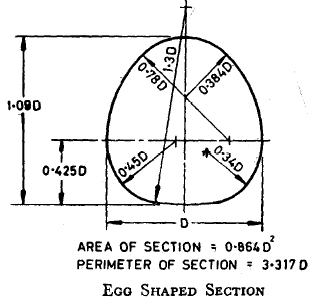 1·3D
0·78D
0·384D
1·09D
0·45D
* 0·34D
0·425D
D
AREA OF SECTION = 0·864D²
PERIMETER OF SECTION = 3·317D
EGG SHAPED SECTION